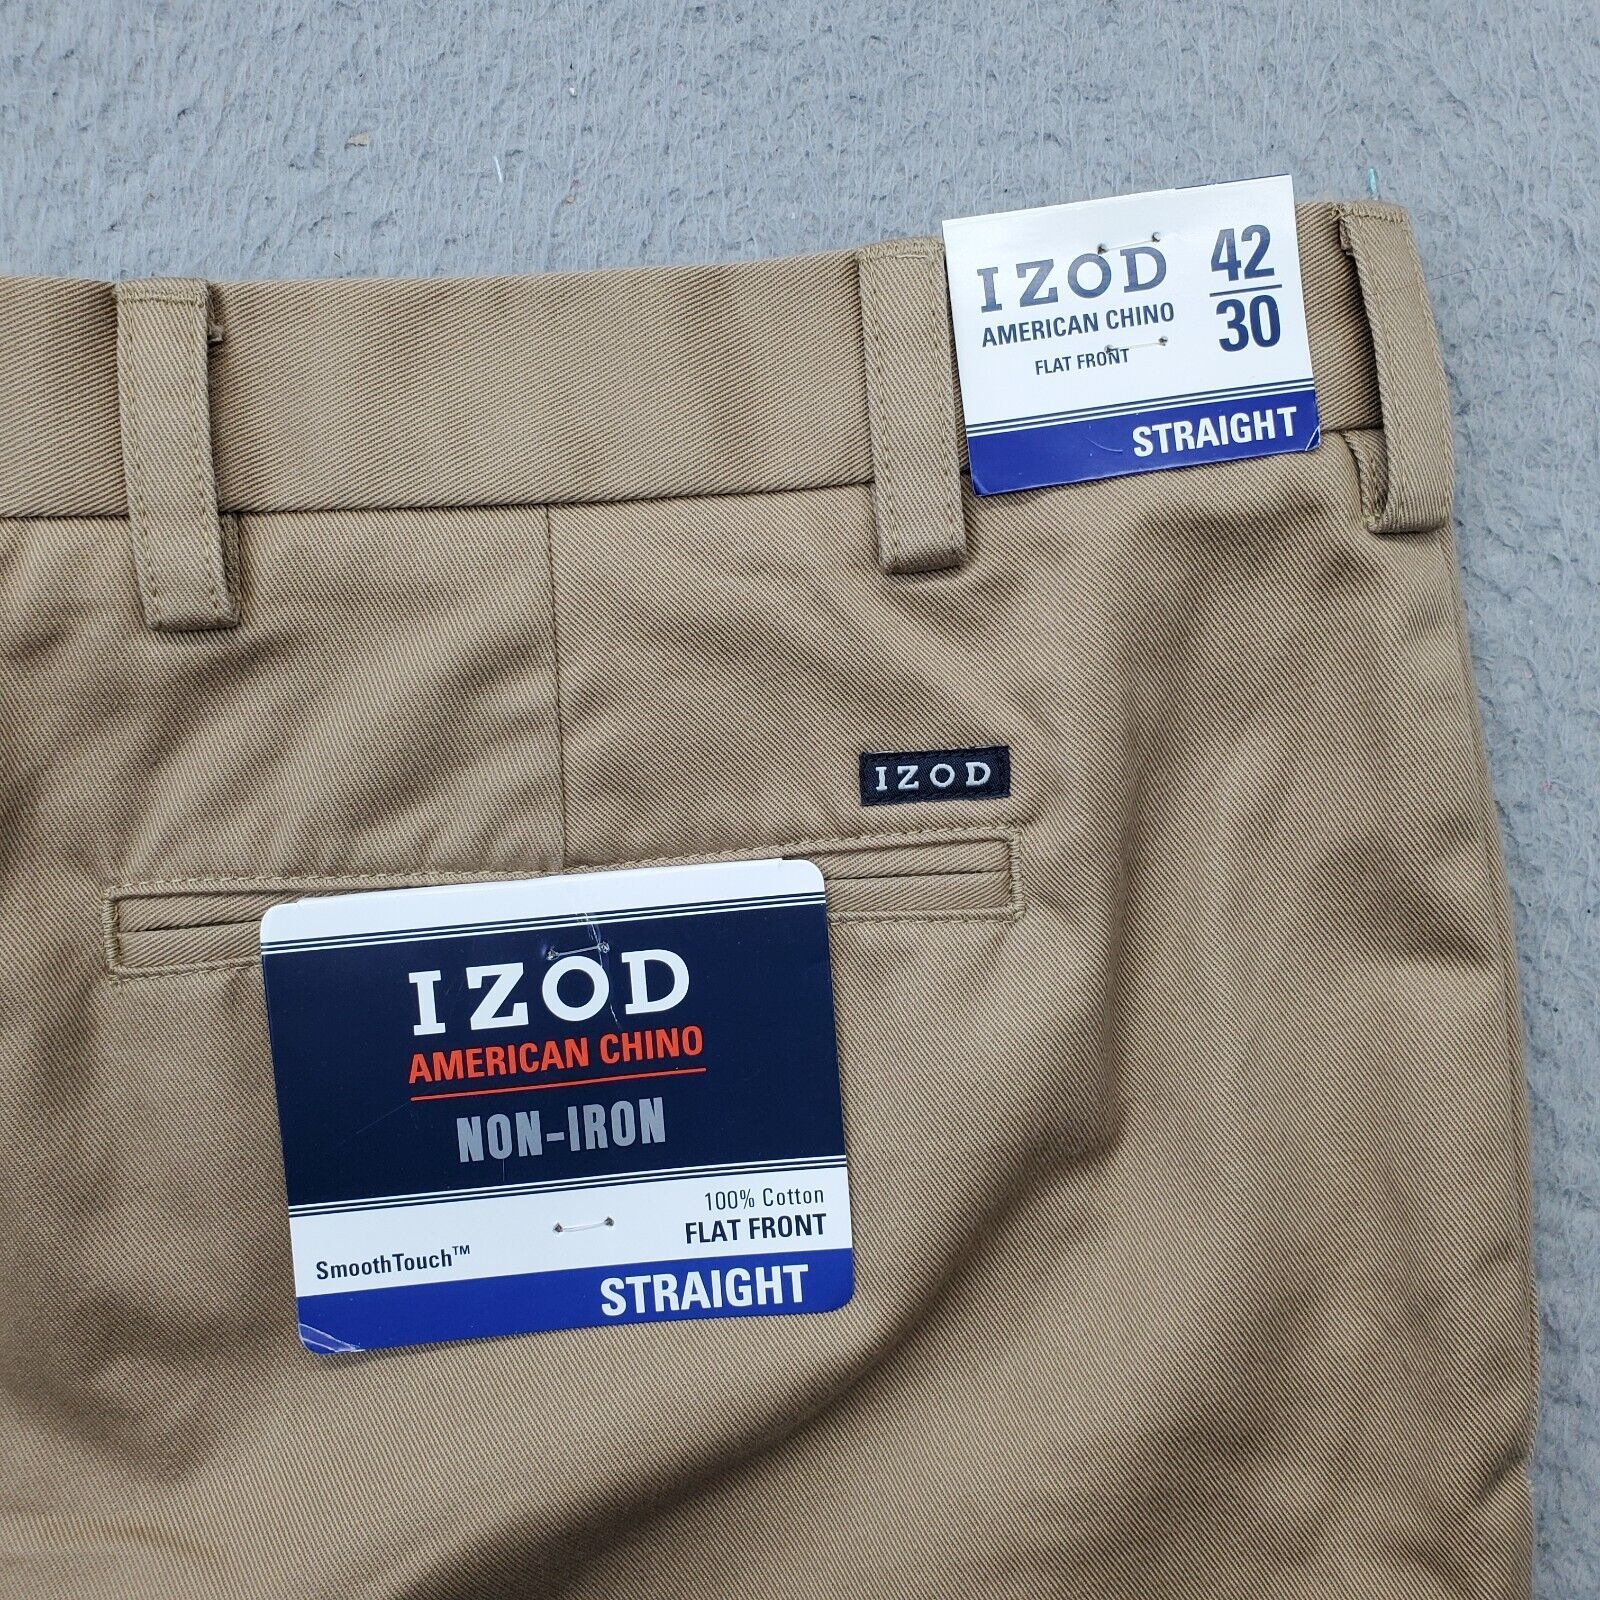 IZOD
AMERICAN CHINO
FLAT FRONT
42
30
STRAIGHT
IZOD
IZOD
AMERICAN CHINO
NON-IRON
100% Cotton
FLAT FRONT
SmoothTouch™
STRAIGHT